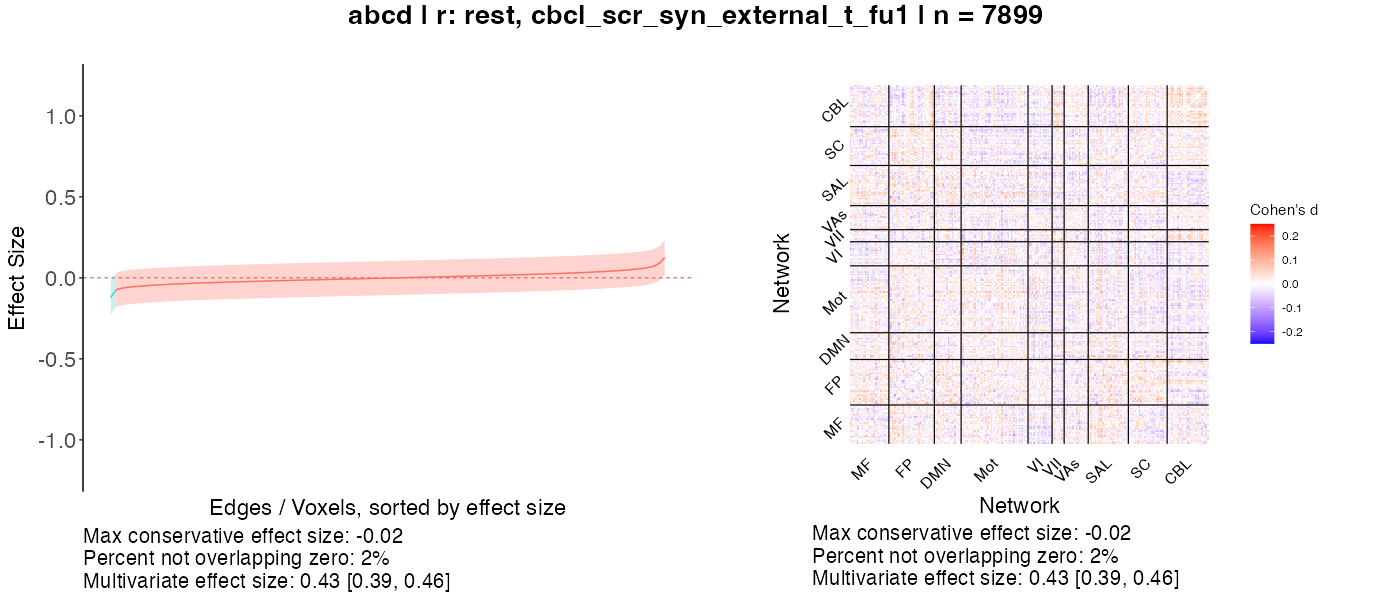 abcd | r: rest, cbcl_scr_syn_external_t_fu1 | n = 7899
1.0
0.5
0.0
-0.5
-1.0
Effect Size
Edges / Voxels, sorted by effect size
Max conservative effect size: -0.02
Percent not overlapping zero: 2%
Multivariate effect size: 0.43 [0.39, 0.46]
Network
CBL
SC
SAL
VAs
VII
VI
Mot
DMN
FP
MF
MF
FP
DMN
Mot
VI
VII
VAs
SAL
SC
CBL
Network
Max conservative effect size: -0.02
Percent not overlapping zero: 2%
Multivariate effect size: 0.43 [0.39, 0.46]
Cohen's d
0.2
0.1
0.0
-0.1
-0.2